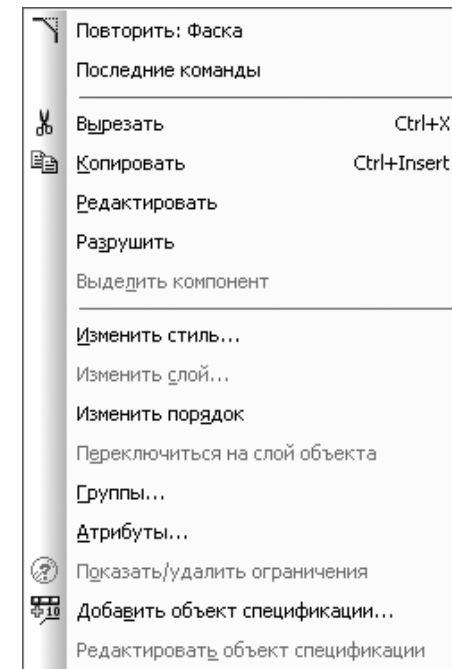 Повторить: Фаска
Последние команды
Вырезать Ctrl+X
Копировать Ctrl+Insert
Редактировать
Разрушить
Выделить компонент
Изменить стиль...
Изменить слой...
Изменить порядок
Переключиться на слой объекта
Группы...
Атрибуты...
Показать/удалить ограничения
Добавить объект спецификации...
Редактировать объект спецификации